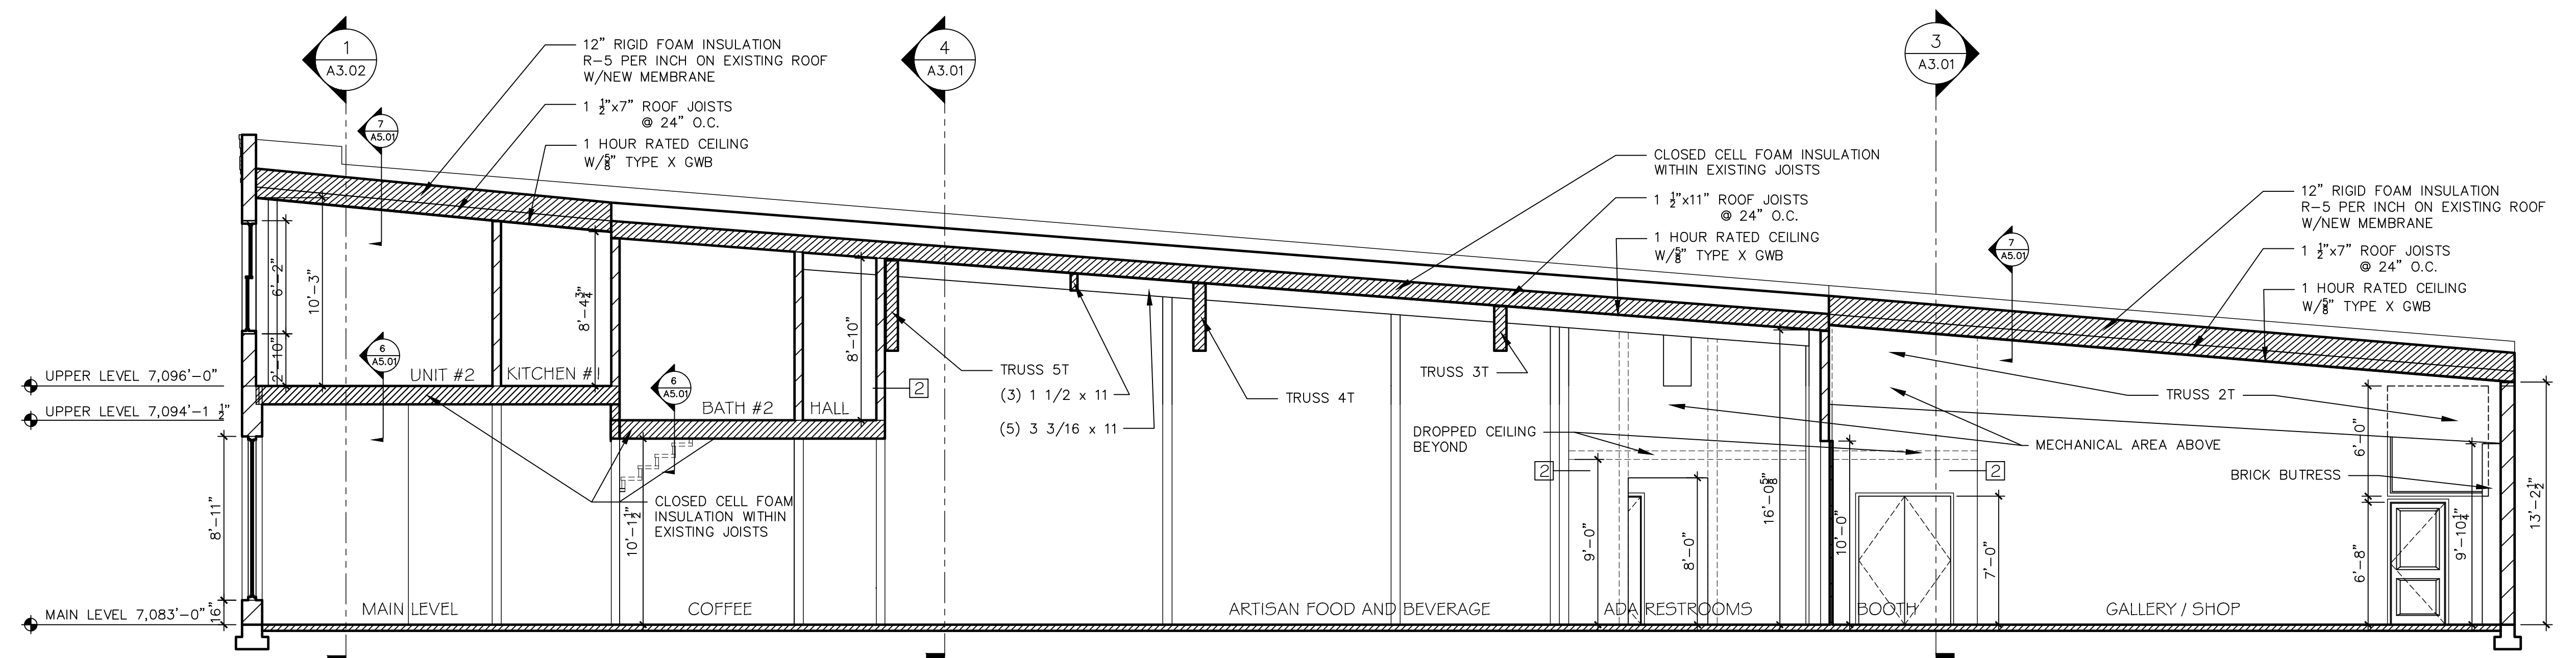 1
A3.02
4
A3.01
3
A3.01
12" RIGID FOAM INSULATION
R-5 PER INCH ON EXISTING ROOF
W/NEW MEMBRANE
1 1/2"x7" ROOF JOISTS
@ 24" O.C.
1 HOUR RATED CEILING
W/5/8" TYPE X GWB
7
A5.01
CLOSED CELL FOAM INSULATION
WITHIN EXISTING JOISTS
1 1/2"x11" ROOF JOISTS
@ 24" O.C.
1 HOUR RATED CEILING
W/5/8" TYPE X GWB
12" RIGID FOAM INSULATION
R-5 PER INCH ON EXISTING ROOF
W/NEW MEMBRANE
1 1/2"x7" ROOF JOISTS
@ 24" O.C.
1 HOUR RATED CEILING
W/5/8" TYPE X GWB
7
A5.01
6'-2"
10'-3"
2'-10"
8'-4 3/4"
8'-10"
6
A5.01
6
A5.01
UPPER LEVEL 7,096'-0"
UPPER LEVEL 7,094'-1 1/2"
UNIT #2
KITCHEN #1
BATH #2
HALL
2
TRUSS 5T
(3) 1 1/2 x 11
(5) 3 3/16 x 11
TRUSS 4T
TRUSS 3T
TRUSS 2T
DROPPED CEILING
BEYOND
MECHANICAL AREA ABOVE
2
2
BRICK BUTRESS
CLOSED CELL FOAM
INSULATION WITHIN
EXISTING JOISTS
8'-11"
16"
10'-1 1/2"
9'-0"
8'-0"
16'-0 5/8"
10'-0"
7'-0"
6'-0"
6'-8"
9'-10 1/4"
13'-2 1/2"
MAIN LEVEL 7,083'-0"
MAIN LEVEL
COFFEE
ARTISAN FOOD AND BEVERAGE
ADA RESTROOMS
BOOTH
GALLERY / SHOP